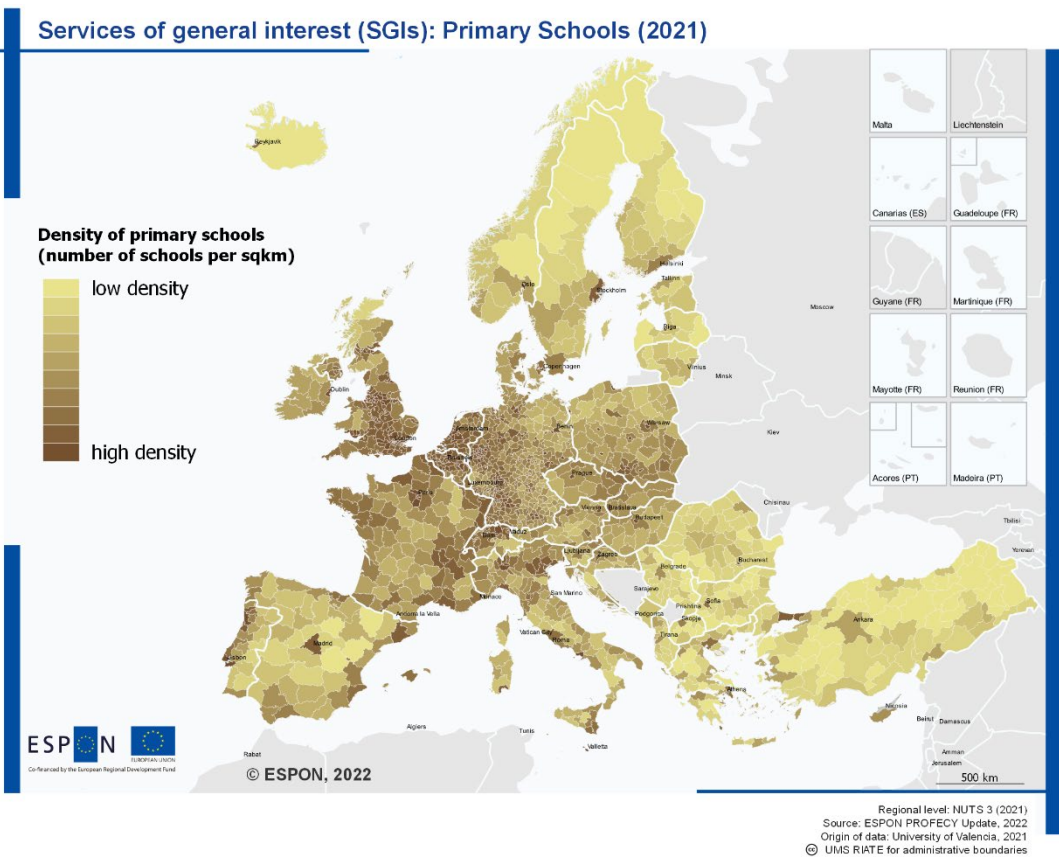 Services of general interest (SGIs): Primary Schools (2021)
Malta
Liechtenstein
Reykjavik
Canarias (ES)
Guadeloupe (FR)
Density of primary schools
(number of schools per sqkm)
low density
high density
Guyane (FR)
Martinique (FR)
Mayotte (FR)
Reunion (FR)
Acores (PT)
Madeira (PT)
Helsinki
Tallinn
Oslo
Stockholm
Moscow
Riga
Copenhagen
Vilnius
Minsk
Dublin
London
Amsterdam
Berlin
Warsaw
Kiev
Luxembourg
Prague
Paris
Vienna
Bratislava
Budapest
Chisinau
Vaduz
Ljubljana
Zagreb
Tbilisi
Yerevan
Belgrade
Bucharest
Monaco
San Marino
Sarajevo
Prishtina
Sofia
Andorra la Vella
Podgorica
Skopje
Vatican City
Roma
Tirana
Ankara
Madrid
Lisbon
Athens
Nicosia
Algiers
Tunis
Valletta
Beirut
Damascus
Rabat
Amman
Jerusalem
ESPON
EUROPEAN UNION
Co-financed by the European Regional Development Fund
© ESPON, 2022
500 km
Regional level: NUTS 3 (2021)
Source: ESPON PROFECY Update, 2022
Origin of data: University of Valencia, 2021
UMS RIATE for administrative boundaries